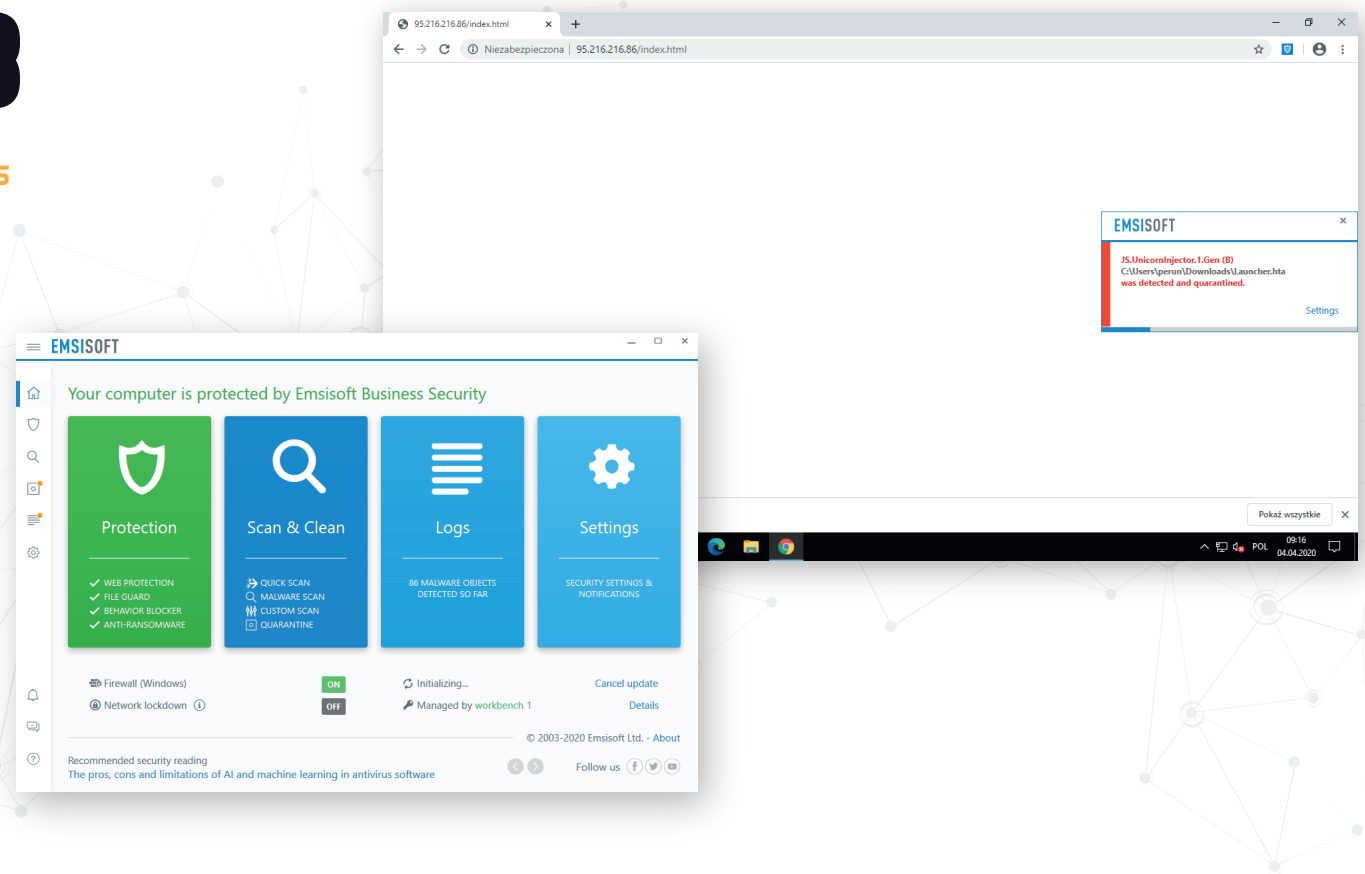 95.216.216.86/index.html
Niezabezpieczona | 95.216.216.86/index.html
EMSISOFT
JS.UnicornInjector.1.Gen (B)
C:\Users\perun\Downloads\Launcher.hta
was detected and quarantined.
Settings
Pokaż wszystkie
POL
09:16
04.04.2020
EMSISOFT
Your computer is protected by Emsisoft Business Security
Protection
WEB PROTECTION
FILE GUARD
BEHAVIOR BLOCKER
ANTI-RANSOMWARE
Scan & Clean
QUICK SCAN
MALWARE SCAN
CUSTOM SCAN
QUARANTINE
Logs
86 MALWARE OBJECTS
DETECTED SO FAR
Settings
SECURITY SETTINGS &
NOTIFICATIONS
Firewall (Windows) ON
Initializing... Cancel update
Network lockdown OFF
Managed by workbench 1 Details
© 2003-2020 Emsisoft Ltd. - About
Recommended security reading
The pros, cons and limitations of AI and machine learning in antivirus software
Follow us